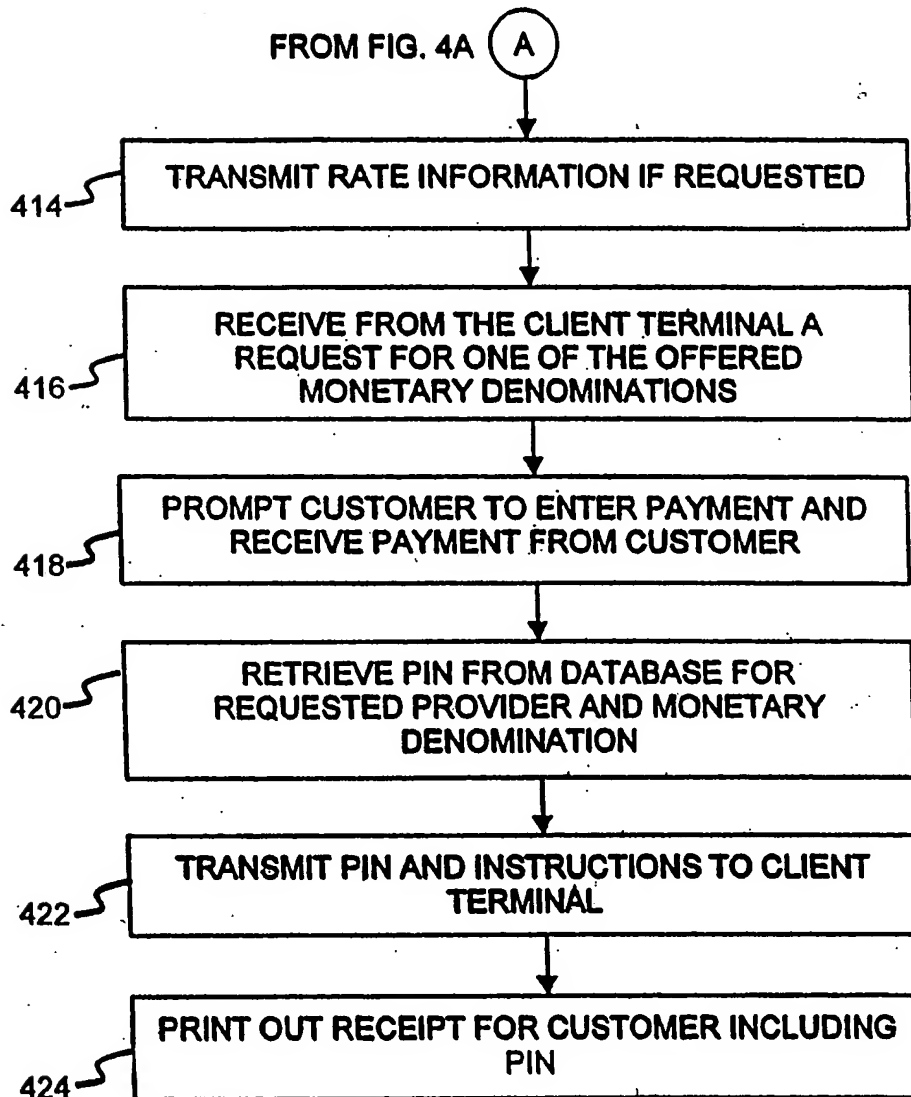 FROM FIG. 4A
A
TRANSMIT RATE INFORMATION IF REQUESTED
414
RECEIVE FROM THE CLIENT TERMINAL A
REQUEST FOR ONE OF THE OFFERED
MONETARY DENOMINATIONS
416
PROMPT CUSTOMER TO ENTER PAYMENT AND
RECEIVE PAYMENT FROM CUSTOMER
418
RETRIEVE PIN FROM DATABASE FOR
REQUESTED PROVIDER AND MONETARY
DENOMINATION
420
TRANSMIT PIN AND INSTRUCTIONS TO CLIENT
TERMINAL
422
PRINT OUT RECEIPT FOR CUSTOMER INCLUDING
PIN
424